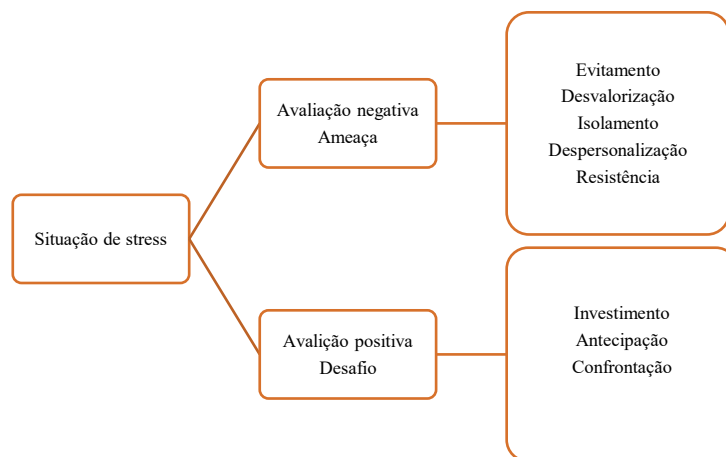 Situação de stress
Avaliação negativa
Ameaça
Evitamento
Desvalorização
Isolamento
Despersonalização
Resistência
Avalição positiva
Desafio
Investimento
Antecipação
Confrontação